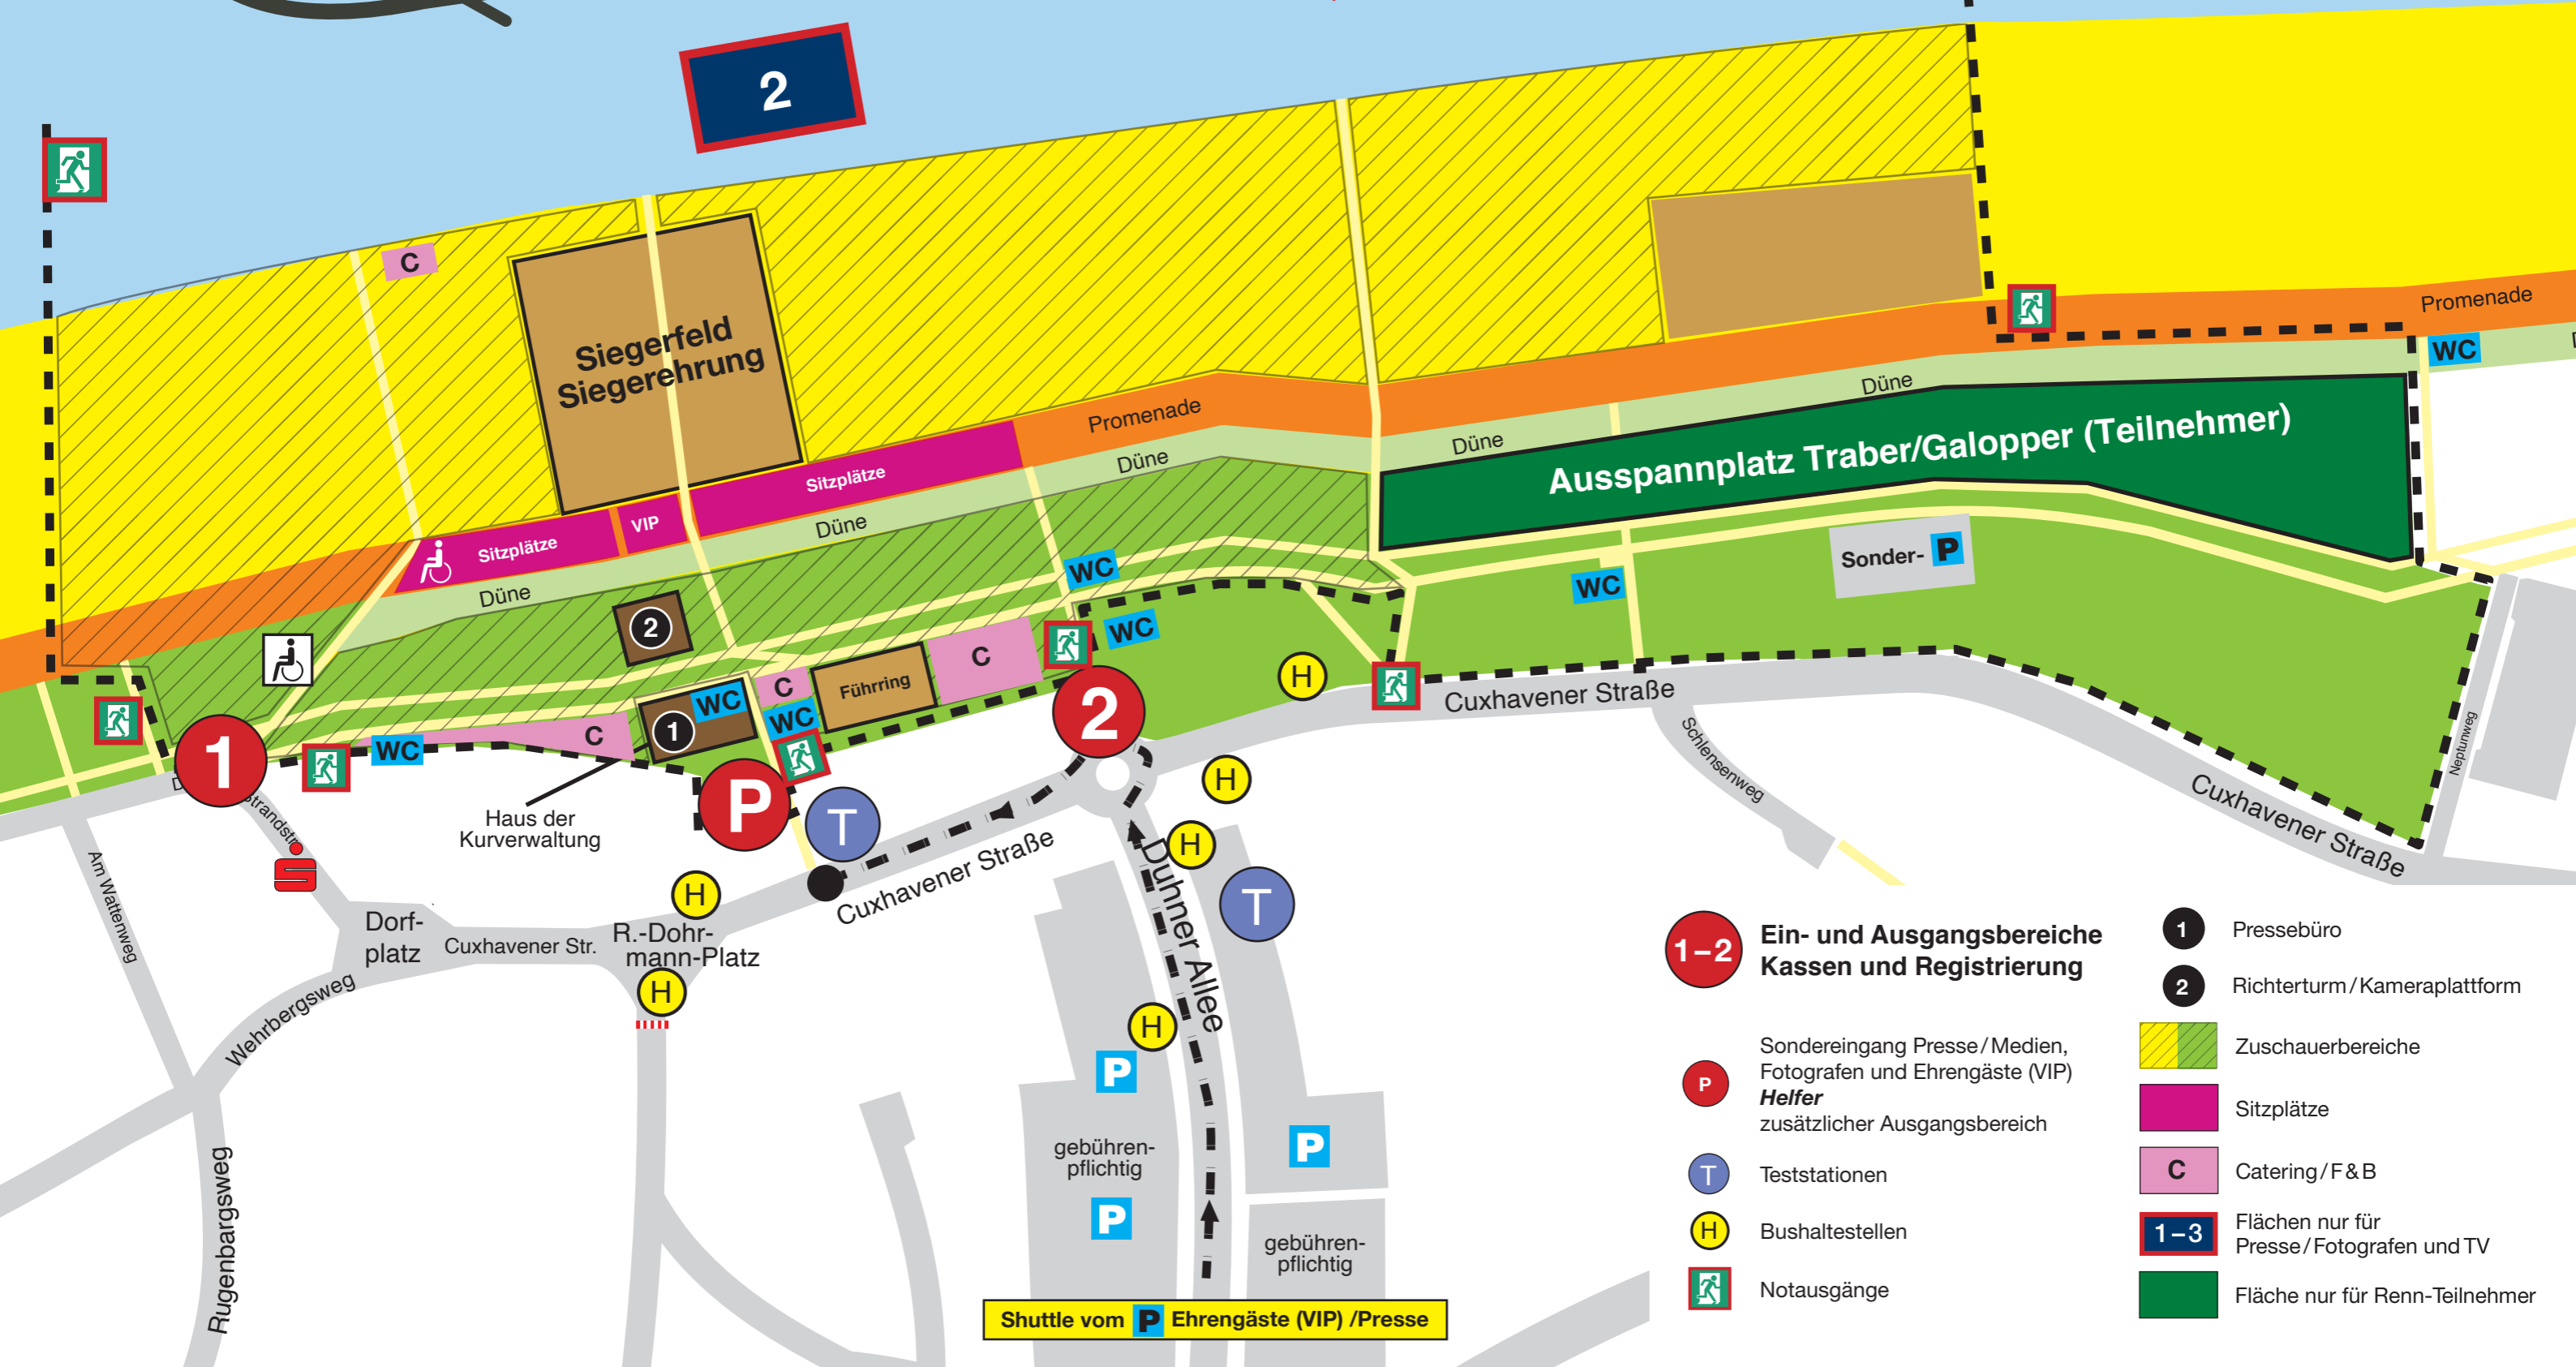 2
C
Siegerfeld
Siegerehrung
Promenade
WC
Düne
Ausspannplatz Traber/Galopper (Teilnehmer)
Promenade
Düne
Düne
Sitzplätze
VIP
Sitzplätze
Düne
Düne
Sonder- P
WC
WC
WC
2
C
Führring
C
WC
WC
1
C
WC
1
2
P
T
H
H
H
T
H
H
H
Cuxhavener Straße
Schlensenweg
Neptunweg
Cuxhavener Straße
Haus der
Kurverwaltung
Strandstr.
Am Wattenweg
Dorf-
platz
Cuxhavener Str.
R.-Dohr-
mann-Platz
Cuxhavener Straße
Duhner Allee
Wehrbergsweg
Rugenbargsweg
P
gebühren-
pflichtig
P
P
gebühren-
pflichtig
Shuttle vom P Ehrengäste (VIP) /Presse
1–2
Ein- und Ausgangsbereiche
Kassen und Registrierung
P
Sondereingang Presse/Medien,
Fotografen und Ehrengäste (VIP)
Helfer
zusätzlicher Ausgangsbereich
T
Teststationen
H
Bushaltestellen
Notausgänge
1
Pressebüro
2
Richterturm/Kameraplattform
Zuschauerbereiche
Sitzplätze
C
Catering/F&B
1–3
Flächen nur für
Presse/Fotografen und TV
Fläche nur für Renn-Teilnehmer